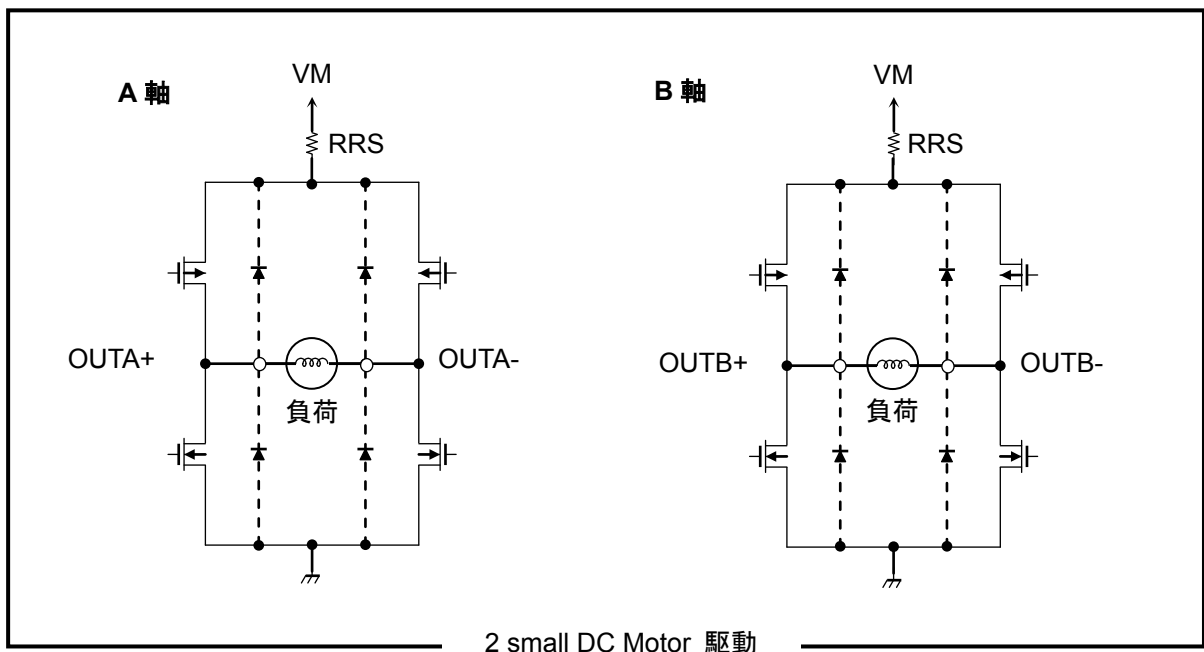 A 軸
VM
RRS
OUTA+
OUTA-
負荷
B 軸
VM
RRS
OUTB+
OUTB-
負荷
2 small DC Motor 駆動